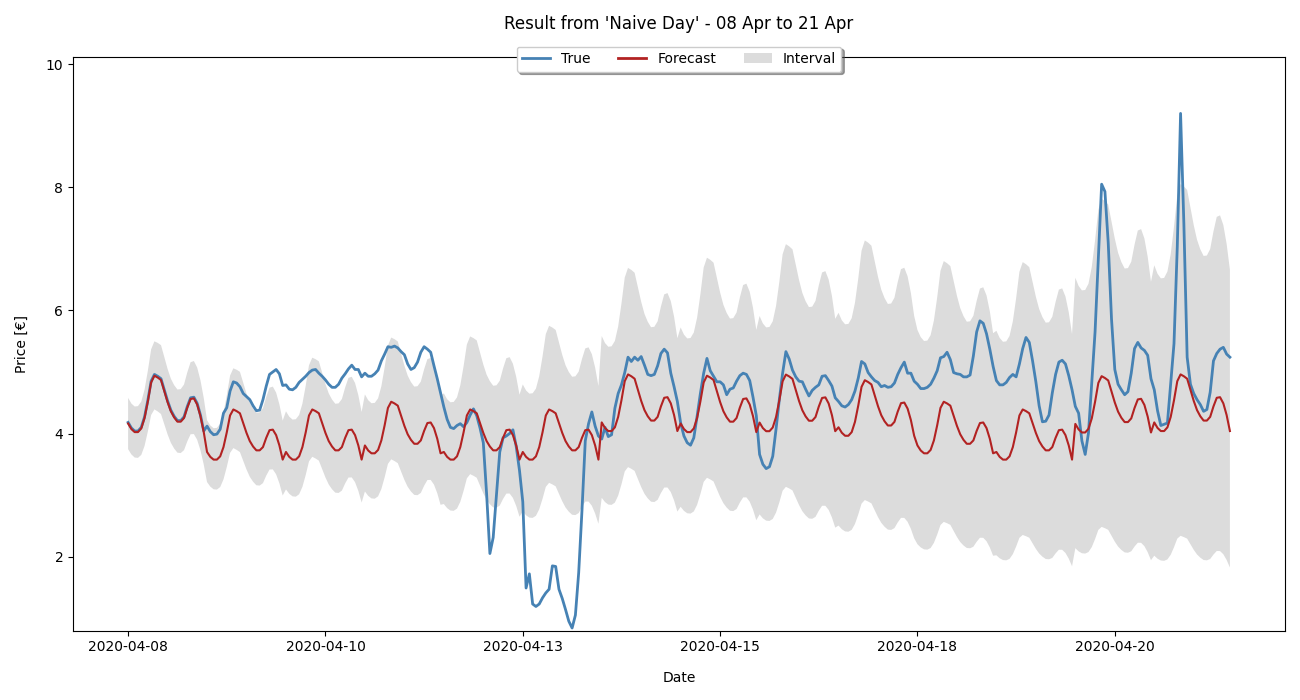 Result from 'Naive Day' - 08 Apr to 21 Apr
True Forecast Interval
10
8
6
4
2
Price [€]
2020-04-08 2020-04-10 2020-04-13 2020-04-15 2020-04-18 2020-04-20
Date